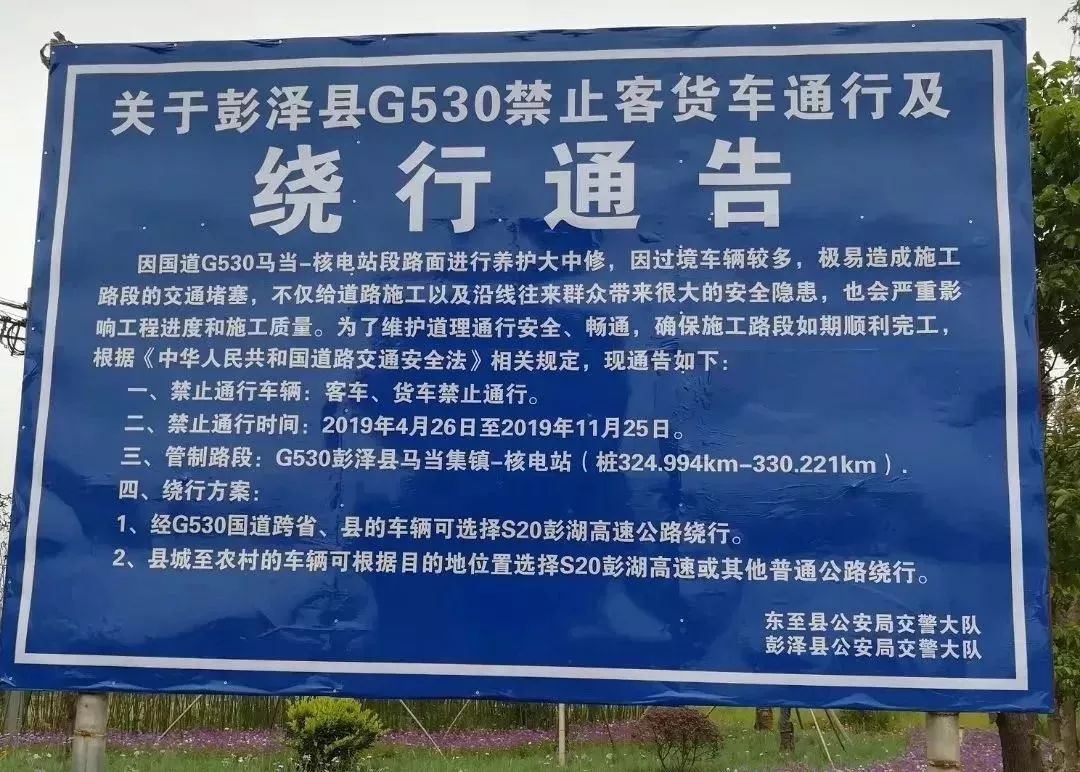 关于彭泽县G530禁止客货车通行及
绕行通告
因国道G530马当-核电站段路面进行养护大中修，因过境车辆较多，极易造成施工
路段的交通堵塞，不仅给道路施工以及沿线往来群众带来很大的安全隐患，也会严重影
响工程进度和施工质量。为了维护道理通行安全、畅通，确保施工路段如期顺利完工，
根据《中华人民共和国道路交通安全法》相关规定，现通告如下：
一、禁止通行车辆：客车、货车禁止通行。
二、禁止通行时间：2019年4月26日至2019年11月25日。
三、管制路段：G530彭泽县马当集镇-核电站（桩324.994km-330.221km）.
四、绕行方案：
1、经G530国道跨省、县的车辆可选择S20彭湖高速公路绕行。
2、县城至农村的车辆可根据目的地位置选择S20彭湖高速或其他普通公路绕行。
东至县公安局交警大队
彭泽县公安局交警大队